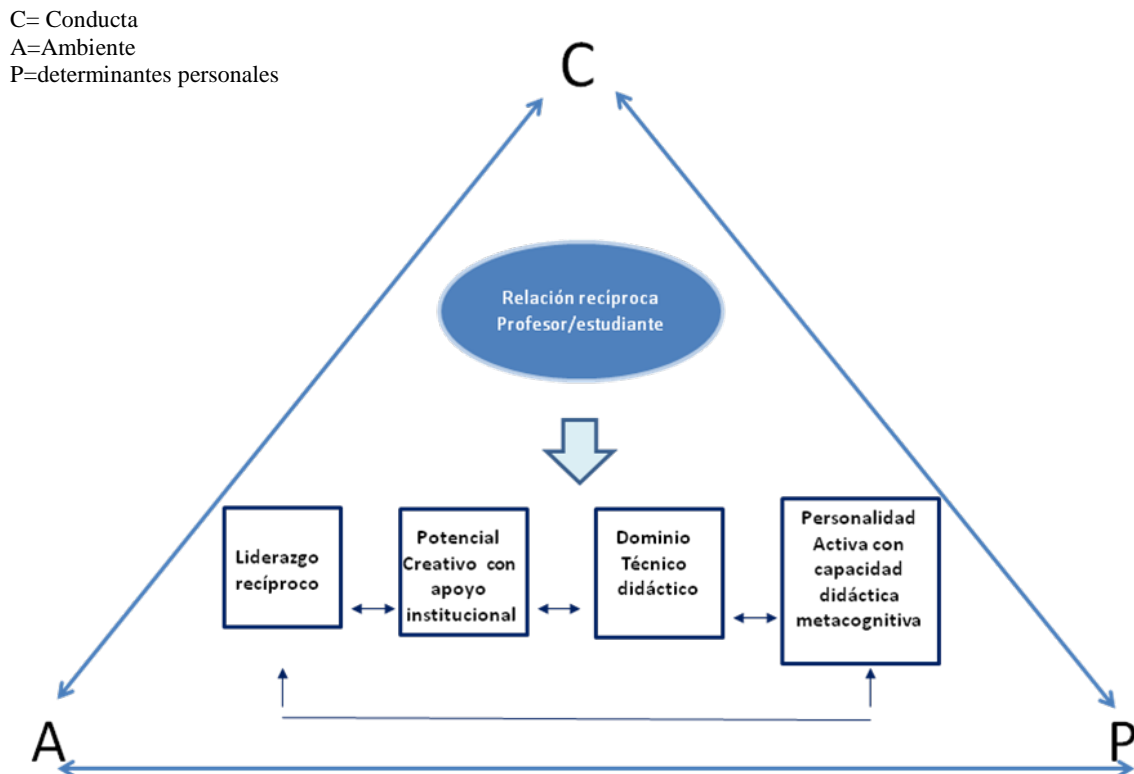 C= Conducta
A=Ambiente
P=determinantes personales
C
Relación recíproca
Profesor/estudiante
Liderazgo
recíproco
Potencial
Creativo con
apoyo
institucional
Dominio
Técnico
didáctico
Personalidad
Activa con
capacidad
didáctica
metacognitiva
A
P